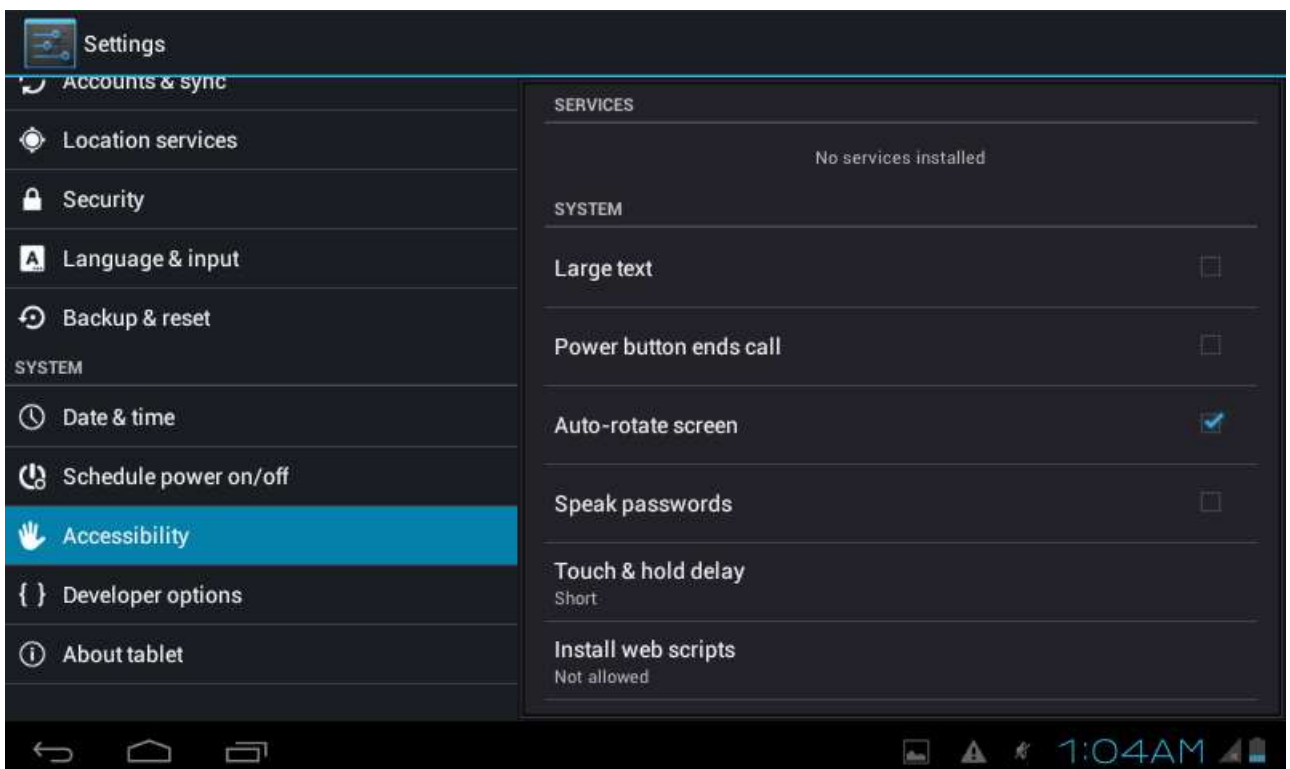 Settings
Accounts & sync
Location services
Security
Language & input
Backup & reset
SYSTEM
Date & time
Schedule power on/off
Accessibility
Developer options
About tablet
SERVICES
No services installed
SYSTEM
Large text
Power button ends call
Auto-rotate screen
Speak passwords
Touch & hold delay
Short
Install web scripts
Not allowed
1:04AM